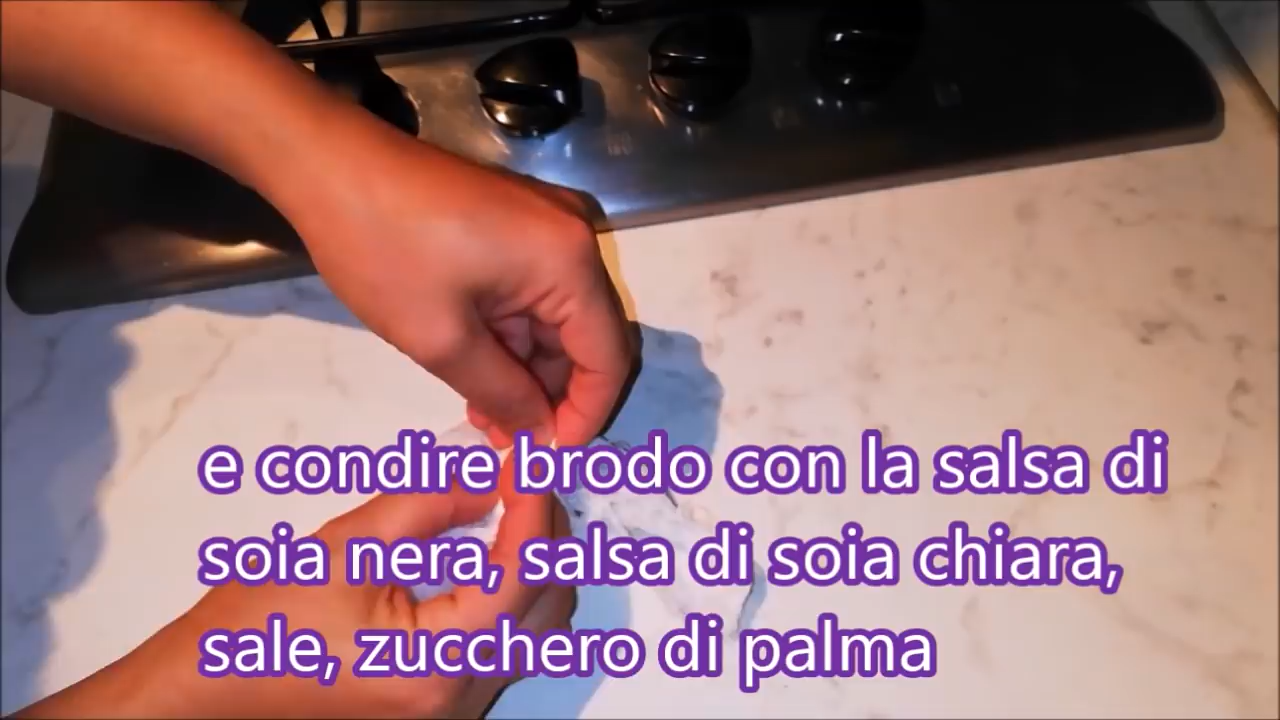 e condire brodo con la salsa di
soia nera, salsa di soia chiara,
sale, zucchero di palma